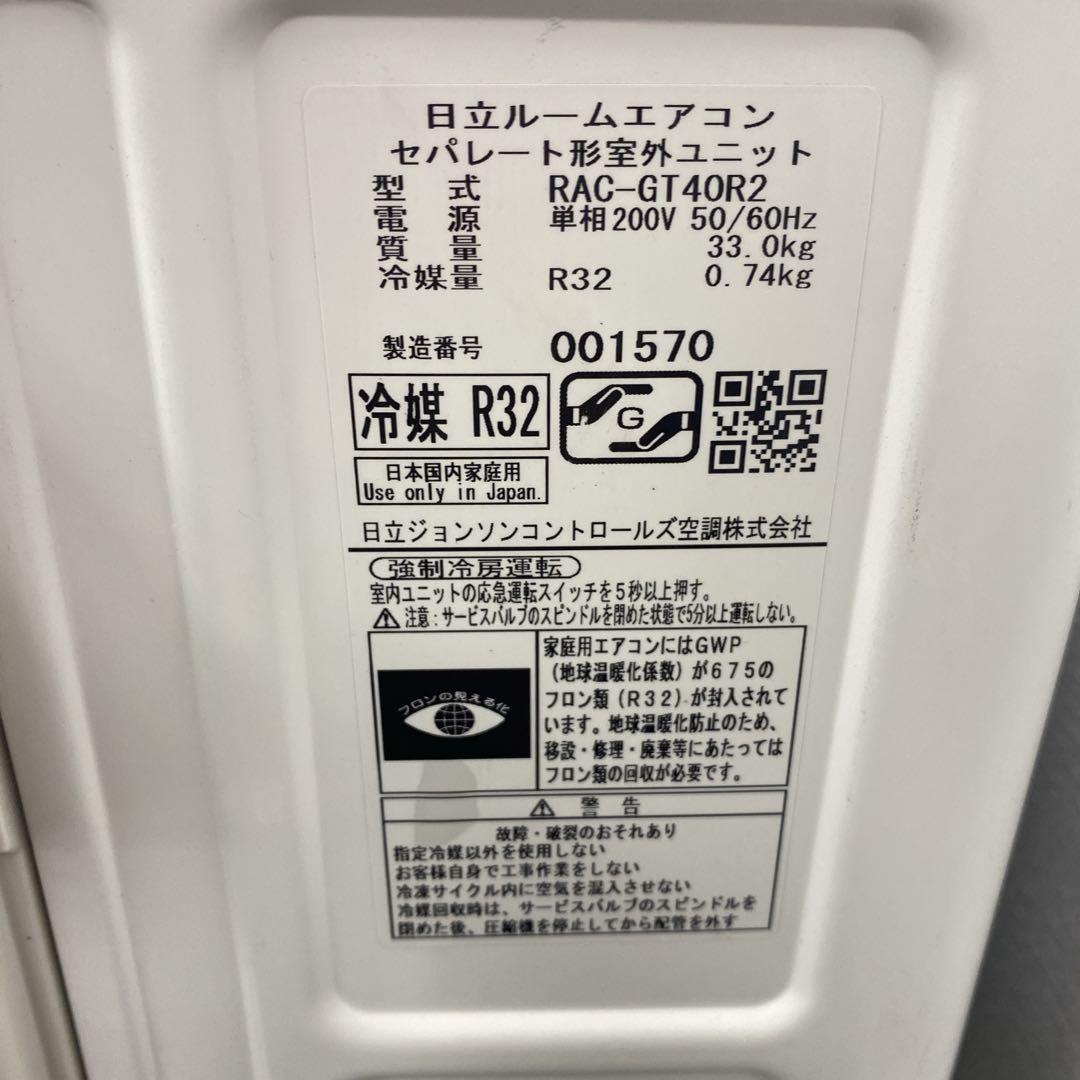 日立ルームエアコン
セパレート形室外ユニット
型式 RAC-GT40R2
電源 単相200V 50/60Hz
質量 33.0kg
冷媒量 R32 0.74kg
製造番号 001570
冷媒 R32
G
日本国内家庭用
Use only in Japan.
日立ジョンソンコントロールズ空調株式会社
強制冷房運転
室内ユニットの応急運転スイッチを5秒以上押す。
⚠注意:サービスバルブのスピンドルを閉めた状態で5分以上運転しない。
フロンの見える化
家庭用エアコンにはGWP
(地球温暖化係数)が675の
フロン類(R32)が封入されて
います。地球温暖化防止のため、
移設・修理・廃棄等にあたっては
フロン類の回収が必要です。
⚠ 警告
故障・破裂のおそれあり
指定冷媒以外を使用しない
お客様自身で工事作業をしない
冷凍サイクル内に空気を混入させない
冷媒回収時は、サービスバルブのスピンドルを
閉めた後、圧縮機を停止してから配管を外す